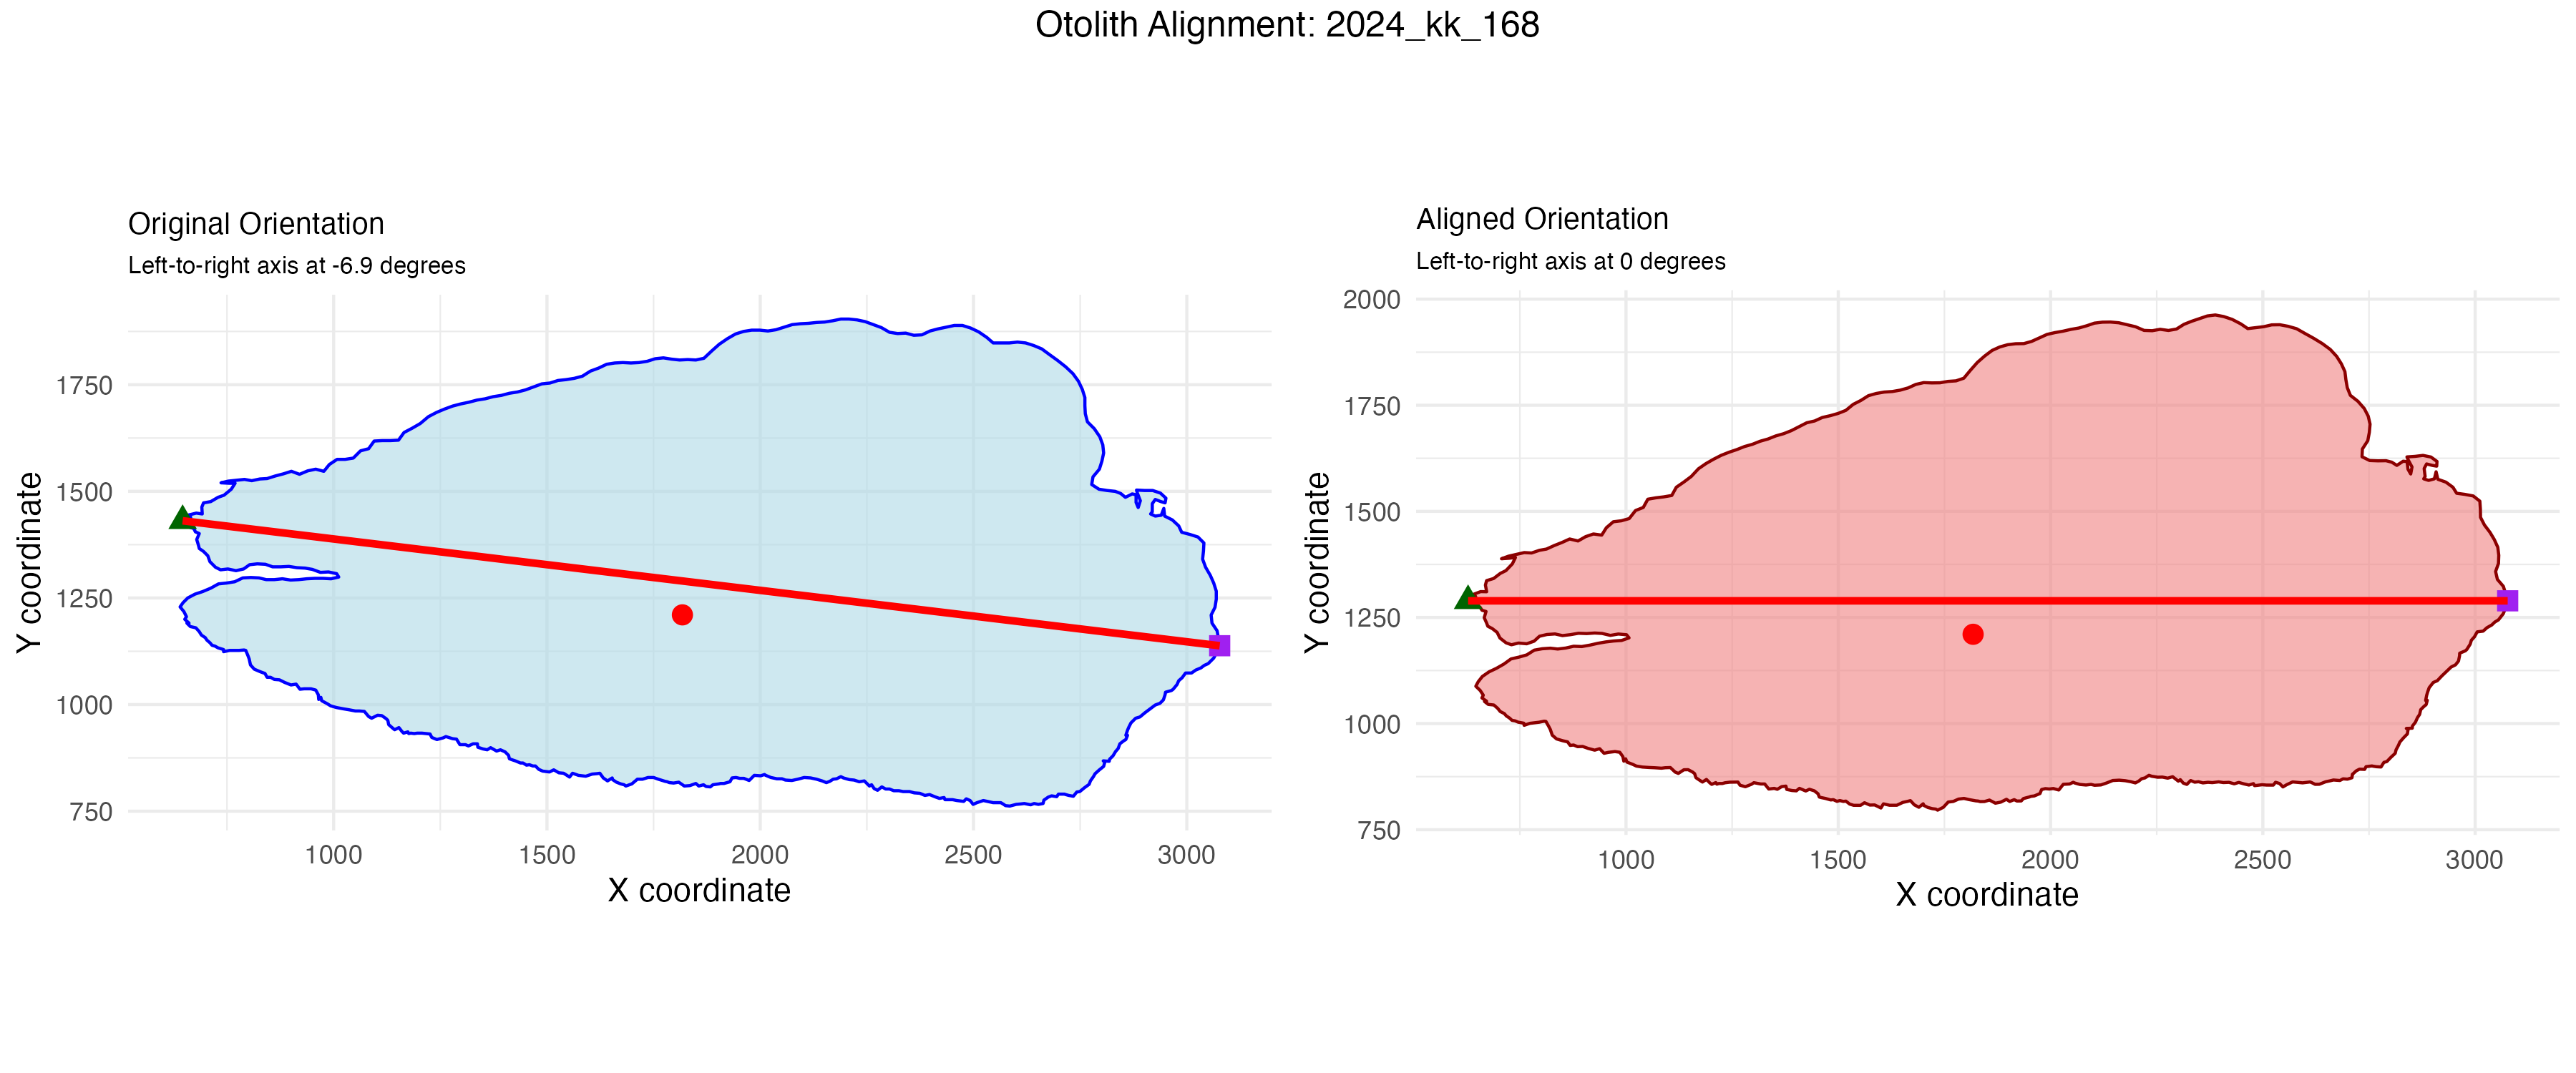 Otolith Alignment: 2024_kk_168
Original Orientation
Left-to-right axis at -6.9 degrees
Y coordinate
1750
1500
1250
1000
750
1000 1500 2000 2500 3000
X coordinate
Aligned Orientation
Left-to-right axis at 0 degrees
Y coordinate
2000
1750
1500
1250
1000
750
1000 1500 2000 2500 3000
X coordinate